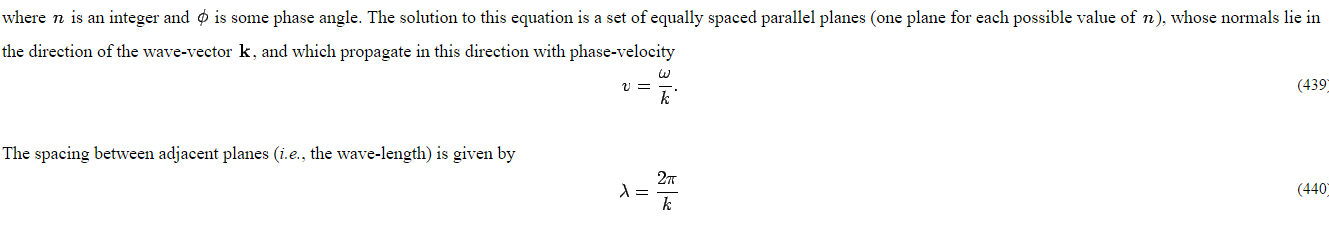 where n is an integer and ϕ is some phase angle. The solution to this equation is a set of equally spaced parallel planes (one plane for each possible value of n), whose normals lie in
the direction of the wave-vector k, and which propagate in this direction with phase-velocity
v = ω/k. (439)
The spacing between adjacent planes (i.e., the wave-length) is given by
λ = 2π/k (440)